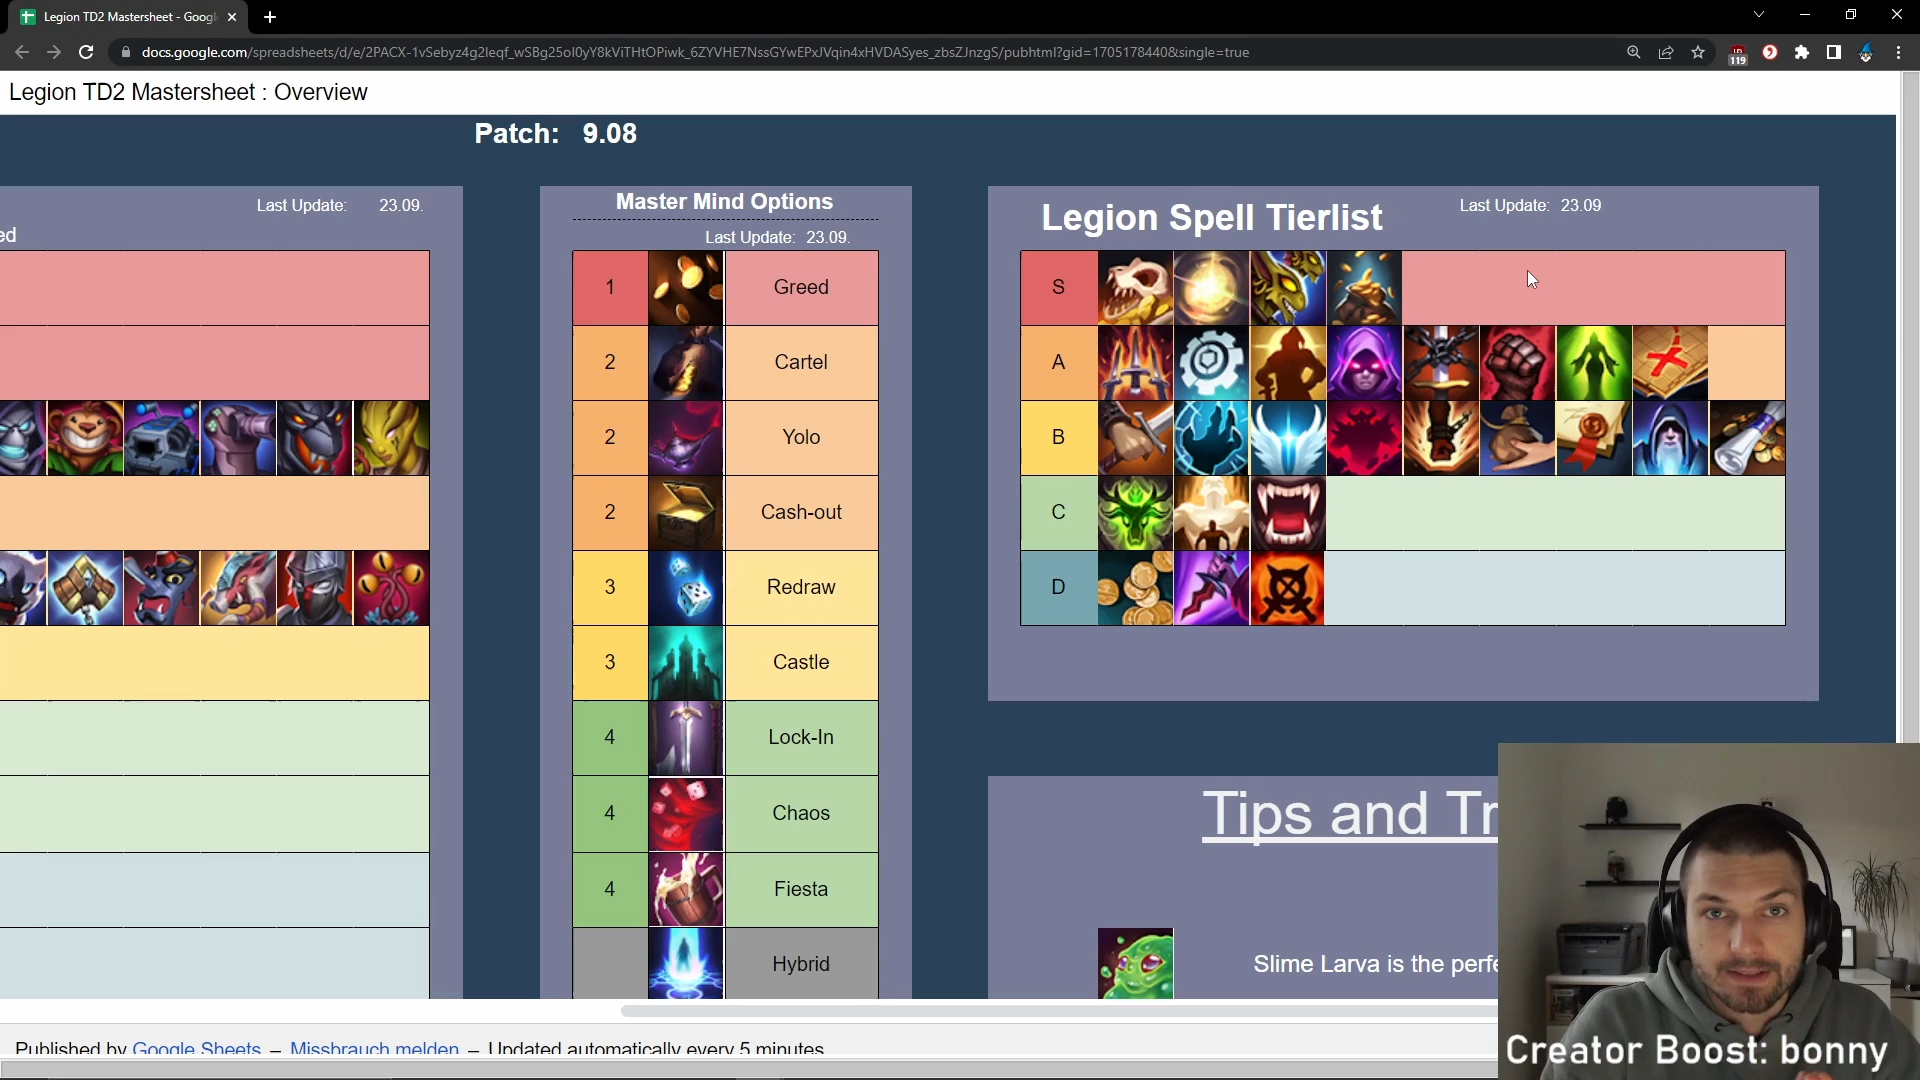 Legion TD2 Mastersheet - Googl
docs.google.com/spreadsheets/d/e/2PACX-1vSebyz4g2leqf_wSBg25oI0yY8kViTHtOPiwk_6ZYVHE7NssGYwEPxJVqin4xHVDASyes_zbsZJnzgS/pubhtml?gid=1705178440&single=true
119
Legion TD2 Mastersheet : Overview
Patch: 9.08
Last Update: 23.09.
ed
Master Mind Options
Last Update: 23.09.
1 Greed
2 Cartel
2 Yolo
2 Cash-out
3 Redraw
3 Castle
4 Lock-In
4 Chaos
4 Fiesta
Hybrid
Legion Spell Tierlist
Last Update: 23.09
S
A
B
C
D
Tips and Tr
Slime Larva is the perfe
Published by Google Sheets – Missbrauch melden – Updated automatically every 5 minutes
Creator Boost: bonny